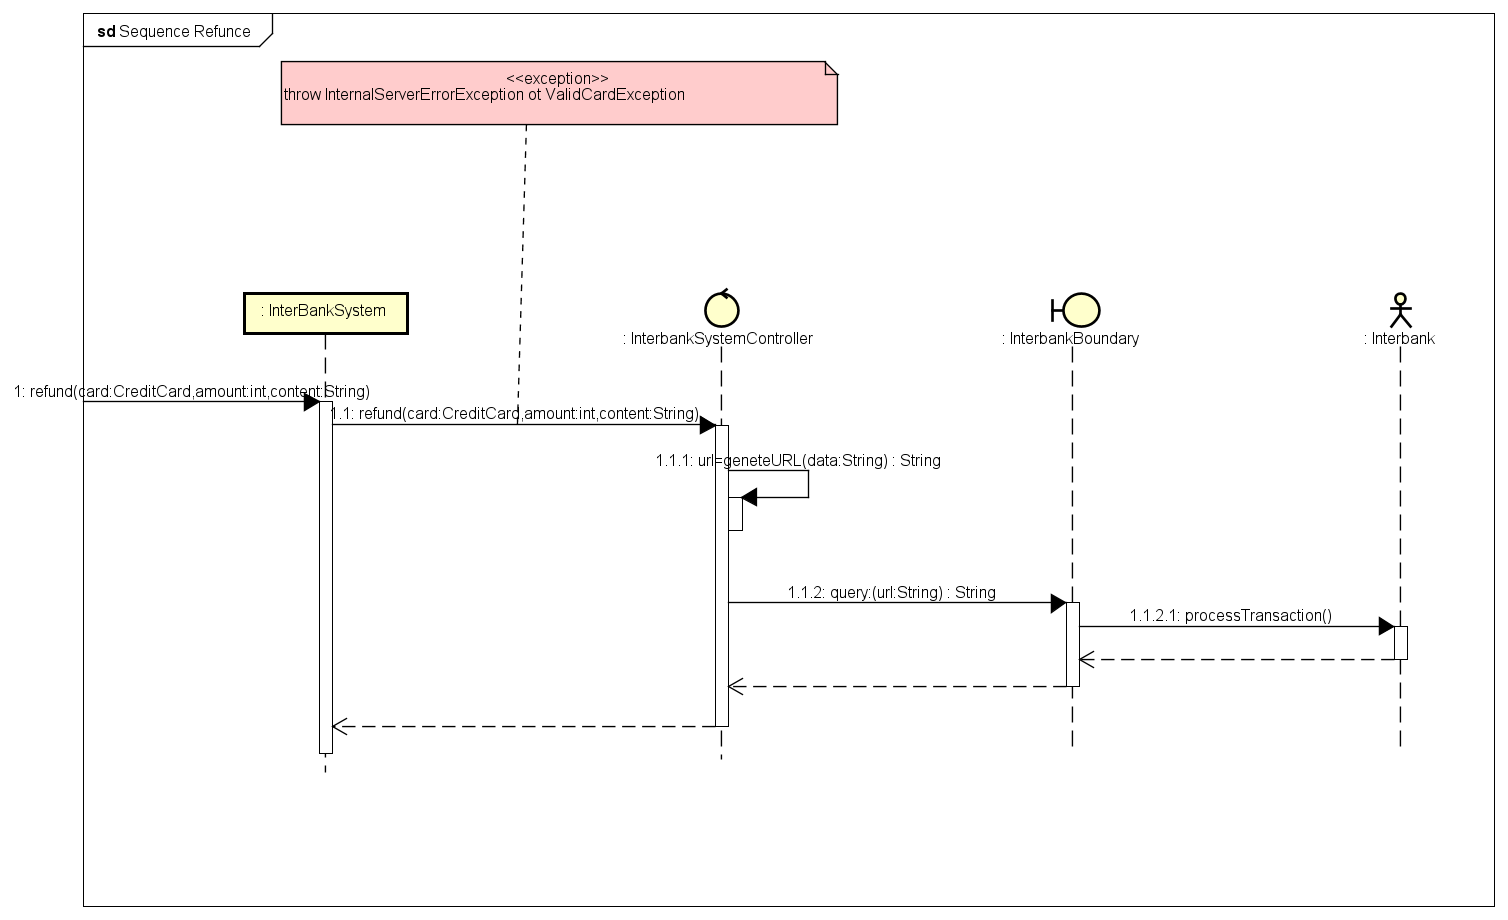 sd Sequence Refunce
<<exception>>
throw InternalServerErrorException ot ValidCardException
: InterBankSystem
: InterbankSystemController
: InterbankBoundary
: Interbank
1: refund(card:CreditCard,amount:int,content:String)
1.1: refund(card:CreditCard,amount:int,content:String)
1.1.1: url=geneteURL(data:String) : String
1.1.2: query:(url:String) : String
1.1.2.1: processTransaction()